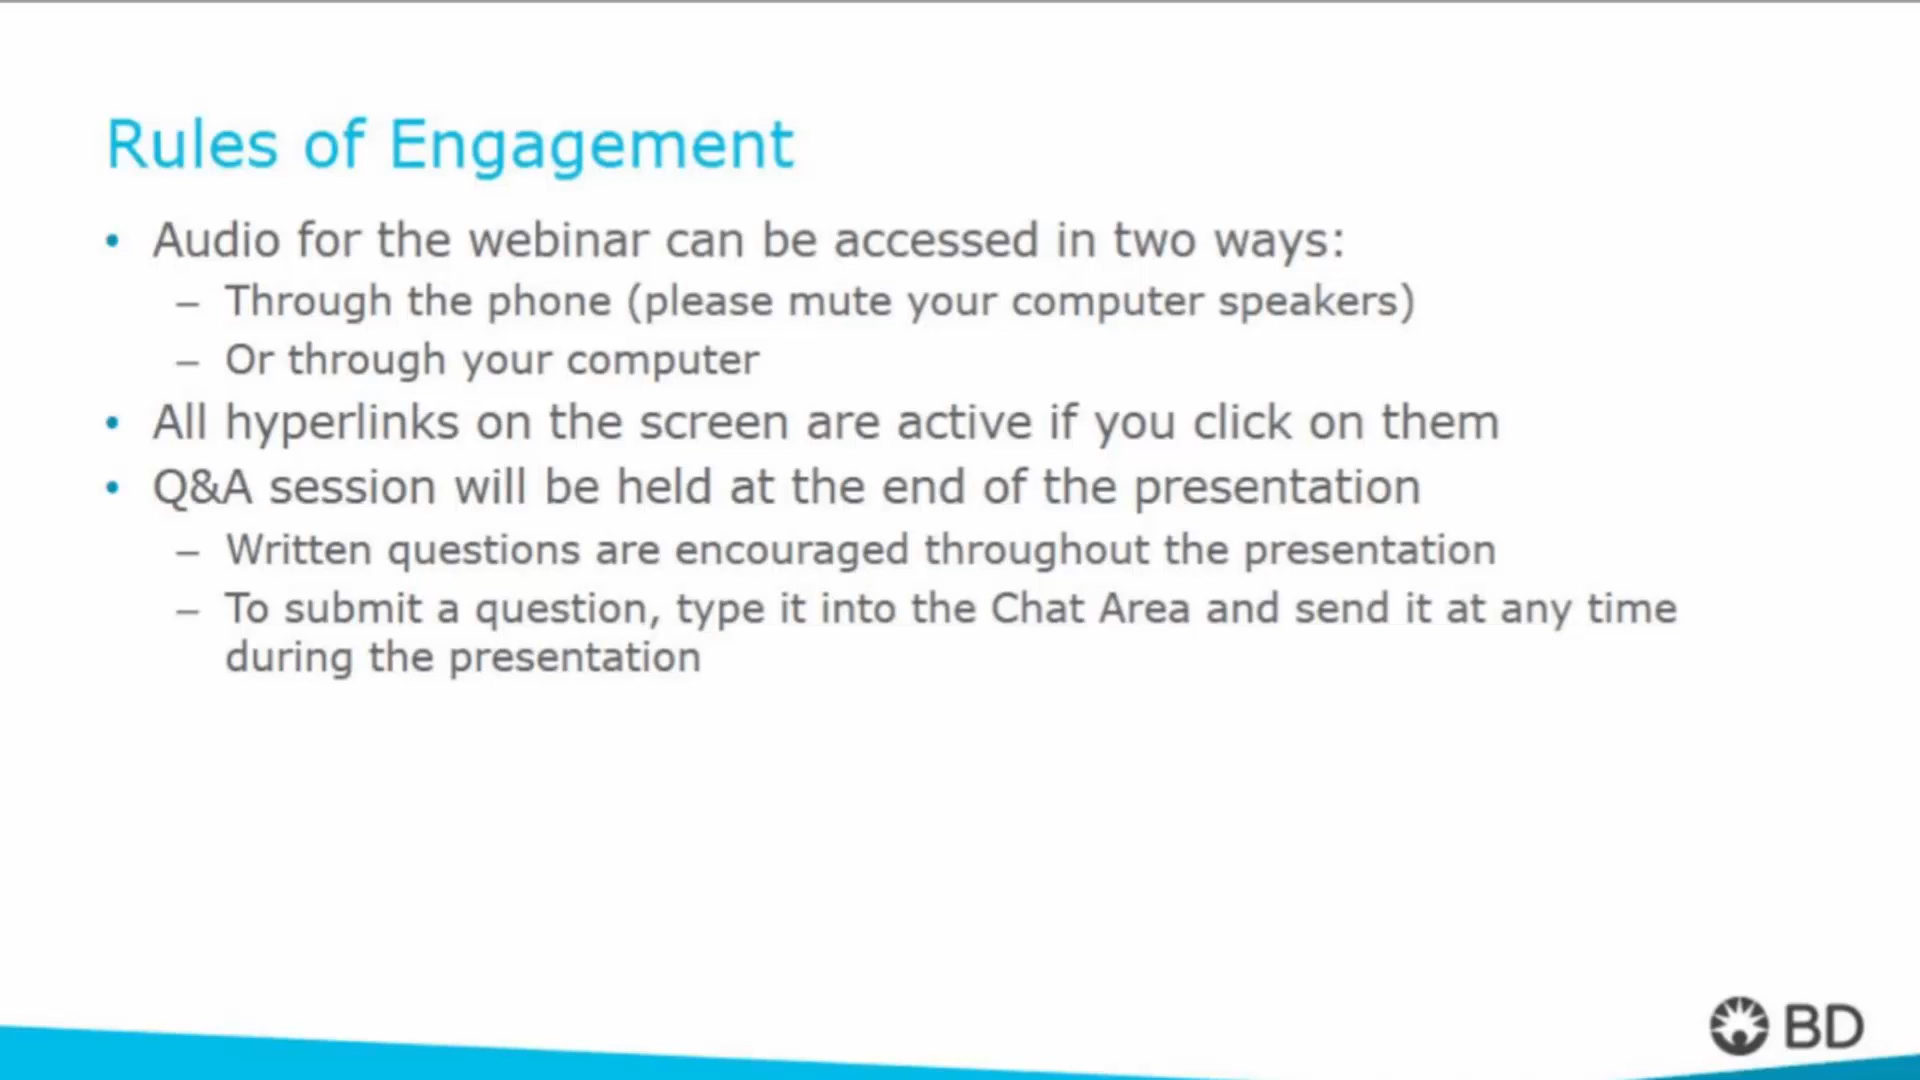 Rules of Engagement
• Audio for the webinar can be accessed in two ways:
– Through the phone (please mute your computer speakers)
– Or through your computer
• All hyperlinks on the screen are active if you click on them
• Q&A session will be held at the end of the presentation
– Written questions are encouraged throughout the presentation
– To submit a question, type it into the Chat Area and send it at any time
during the presentation
BD